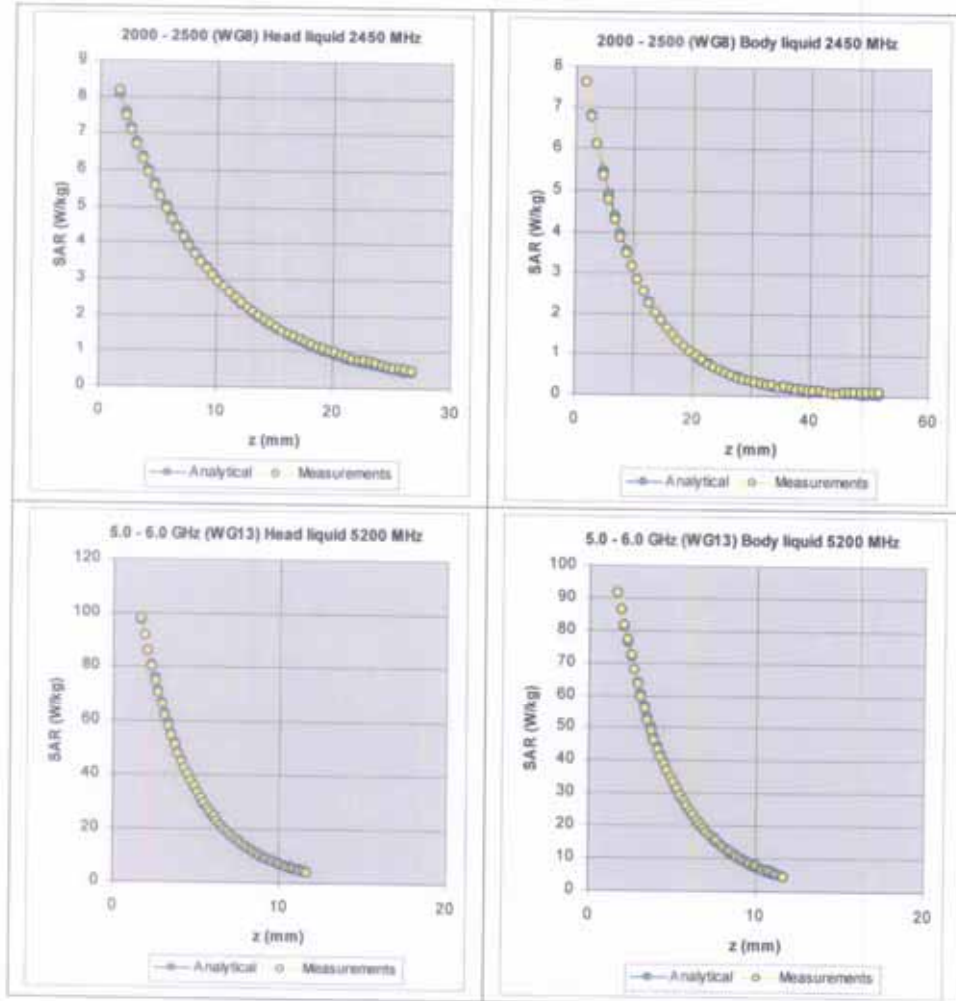 2000 - 2500 (WG8) Head liquid 2450 MHz
9
8
7
6
5
4
3
2
1
0
SAR (W/kg)
0 10 20 30
z (mm)
Analytical Measurements
2000 - 2500 (WG8) Body liquid 2450 MHz
8
7
6
5
4
3
2
1
0
SAR (W/kg)
0 20 40 60
z (mm)
Analytical Measurements
5.0 - 6.0 GHz (WG13) Head liquid 5200 MHz
120
100
80
60
40
20
0
SAR (W/kg)
0 10 20
z (mm)
Analytical Measurements
5.0 - 6.0 GHz (WG13) Body liquid 5200 MHz
100
90
80
70
60
50
40
30
20
10
0
SAR (W/kg)
0 10 20
z (mm)
Analytical Measurements